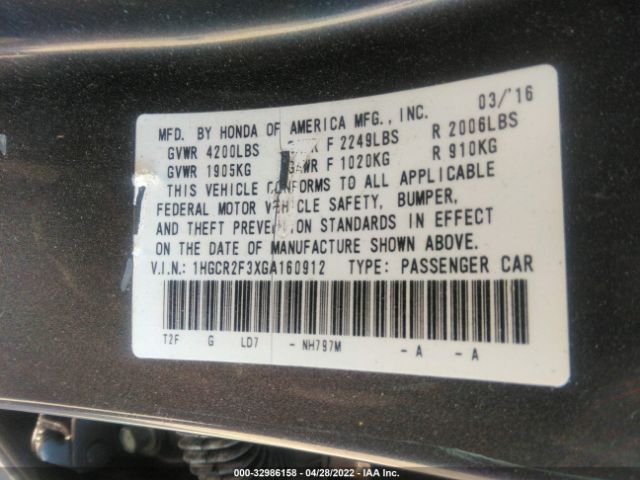 03/'16
MFD. BY HONDA OF AMERICA MFG., INC.
GVWR 4200LBS F 2249LBS R 2006LBS
GVWR 1905KG GAWR F 1020KG R 910KG
THIS VEHICLE CONFORMS TO ALL APPLICABLE
FEDERAL MOTOR VEHICLE SAFETY, BUMPER,
AND THEFT PREVENTION STANDARDS IN EFFECT
ON THE DATE OF MANUFACTURE SHOWN ABOVE.
V.I.N.: 1HGCR2F3XGA160912 TYPE: PASSENGER CAR
T2F G LD7 - NH797M - A - A
000-32986158 - 04/28/2022 - IAA Inc.